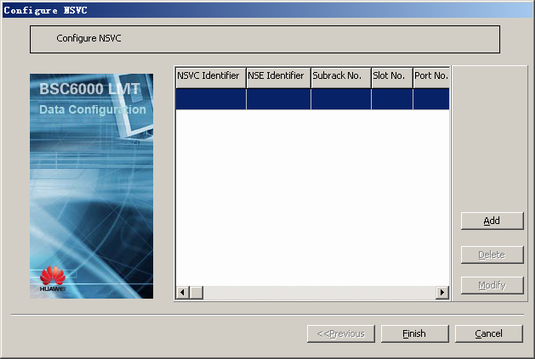 Configure NSVC
Configure NSVC
BSC6000 LMT
Data Configuration
HUAWEI
NSVC Identifier NSE Identifier Subrack No. Slot No. Port No.
Add
Delete
Modify
<<Previous Finish Cancel